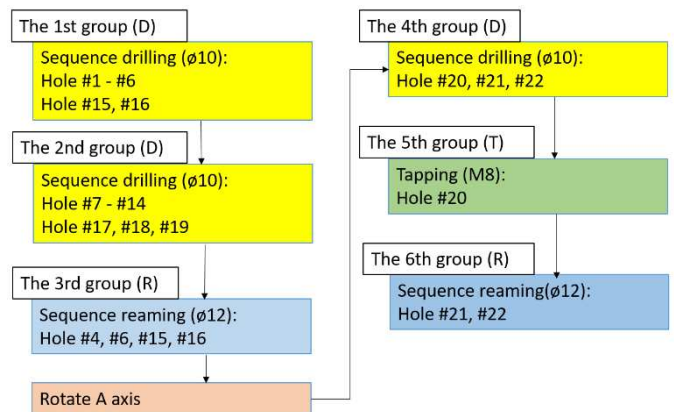 The 1st group (D)
Sequence drilling (ø10):
Hole #1 - #6
Hole #15, #16
The 2nd group (D)
Sequence drilling (ø10):
Hole #7 - #14
Hole #17, #18, #19
The 3rd group (R)
Sequence reaming (ø12):
Hole #4, #6, #15, #16
Rotate A axis
The 4th group (D)
Sequence drilling (ø10):
Hole #20, #21, #22
The 5th group (T)
Tapping (M8):
Hole #20
The 6th group (R)
Sequence reaming(ø12):
Hole #21, #22